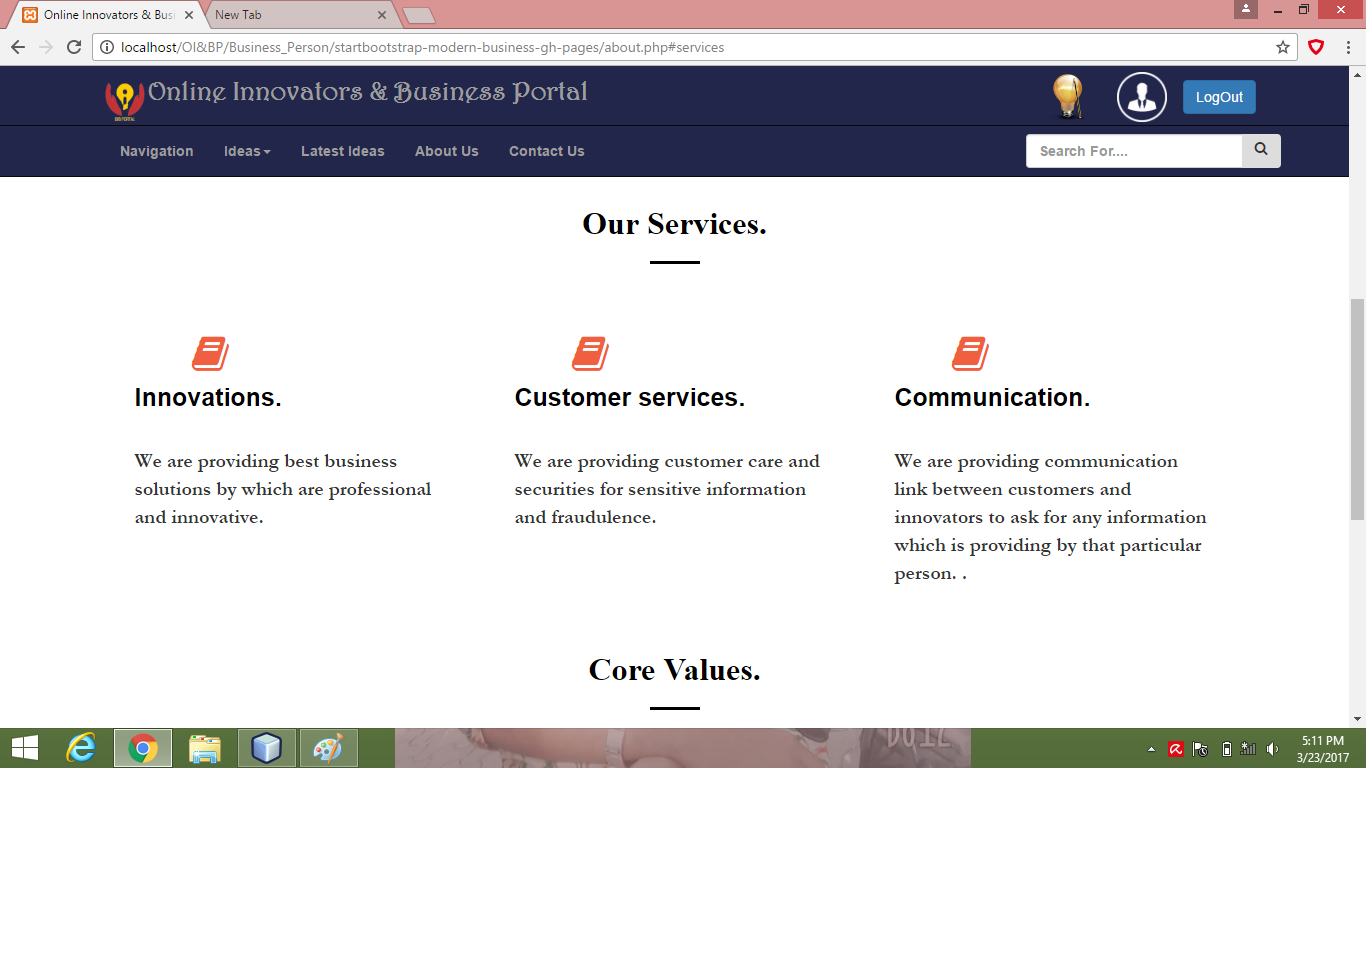 Online Innovators & Busi
New Tab
localhost/OI&BP/Business_Person/startbootstrap-modern-business-gh-pages/about.php#services
Online Innovators & Business Portal
LogOut
Navigation
Ideas
Latest Ideas
About Us
Contact Us
Search For....
Our Services.
Innovations.
We are providing best business
solutions by which are professional
and innovative.
Customer services.
We are providing customer care and
securities for sensitive information
and fraudulence.
Communication.
We are providing communication
link between customers and
innovators to ask for any information
which is providing by that particular
person. .
Core Values.
5:11 PM
3/23/2017